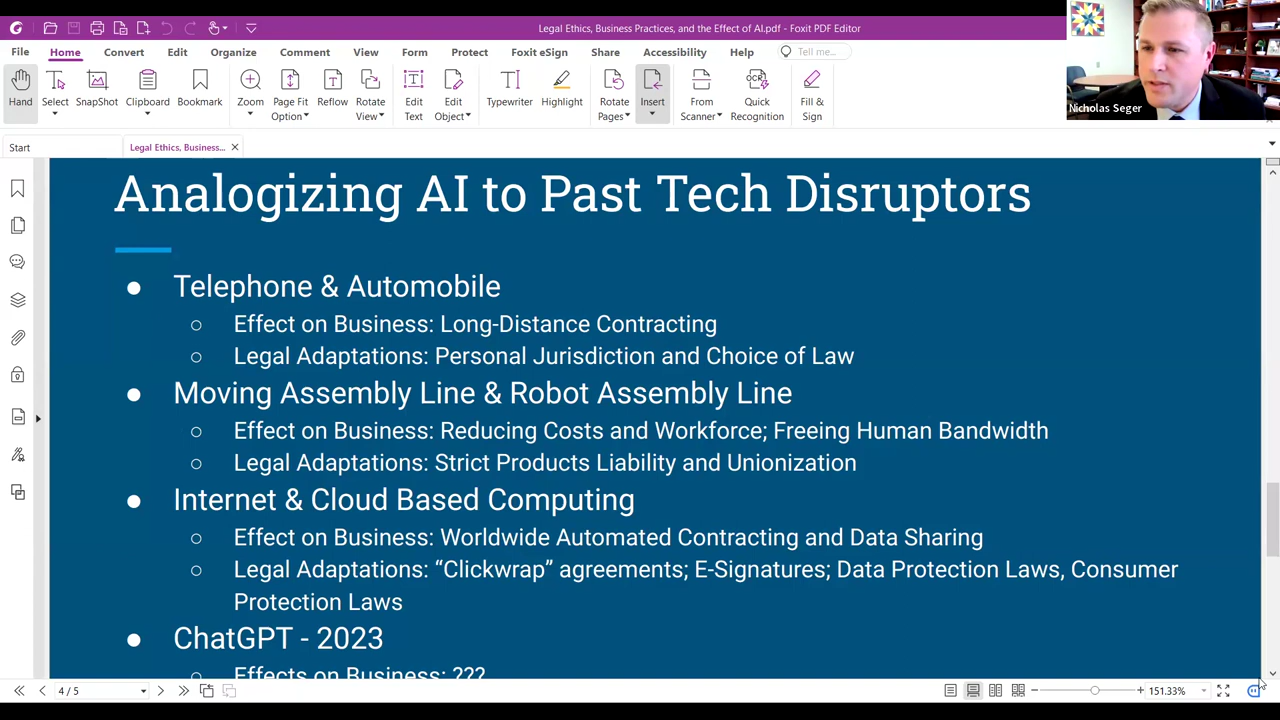 Legal Ethics, Business Practices, and the Effect of AI.pdf - Foxit PDF Editor
File Home Convert Edit Organize Comment View Form Protect Foxit eSign Share Accessibility Help Tell me...
Hand
Select
SnapShot
Clipboard
Bookmark
Zoom
Page Fit
Option
Reflow
Rotate
View
Edit
Text
Edit
Object
Typewriter
Highlight
Rotate
Pages
Insert
From
Scanner
OCR
Quick
Recognition
Fill &
Sign
Nicholas Seger
Start
Legal Ethics, Business...
Analogizing AI to Past Tech Disruptors
● Telephone & Automobile
○ Effect on Business: Long-Distance Contracting
○ Legal Adaptations: Personal Jurisdiction and Choice of Law
● Moving Assembly Line & Robot Assembly Line
○ Effect on Business: Reducing Costs and Workforce; Freeing Human Bandwidth
○ Legal Adaptations: Strict Products Liability and Unionization
● Internet & Cloud Based Computing
○ Effect on Business: Worldwide Automated Contracting and Data Sharing
○ Legal Adaptations: “Clickwrap” agreements; E-Signatures; Data Protection Laws, Consumer
Protection Laws
● ChatGPT - 2023
○ Effects on Business: ???
4 / 5
151.33%